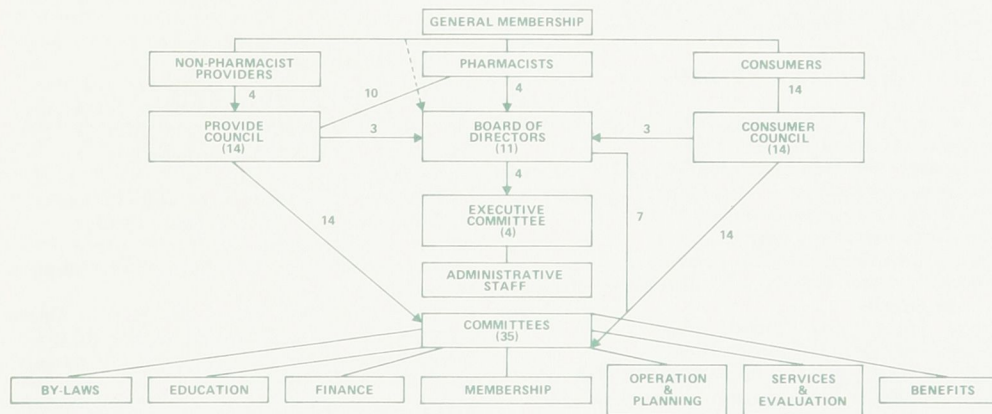 GENERAL MEMBERSHIP
NON-PHARMACIST
PROVIDERS
PHARMACISTS
CONSUMERS
4
10
4
14
PROVIDE
COUNCIL
(14)
3
BOARD OF
DIRECTORS
(11)
3
CONSUMER
COUNCIL
(14)
4
14
EXECUTIVE
COMMITTEE
(4)
7
14
ADMINISTRATIVE
STAFF
COMMITTEES
(35)
BY-LAWS
EDUCATION
FINANCE
MEMBERSHIP
OPERATION
&
PLANNING
SERVICES
&
EVALUATION
BENEFITS